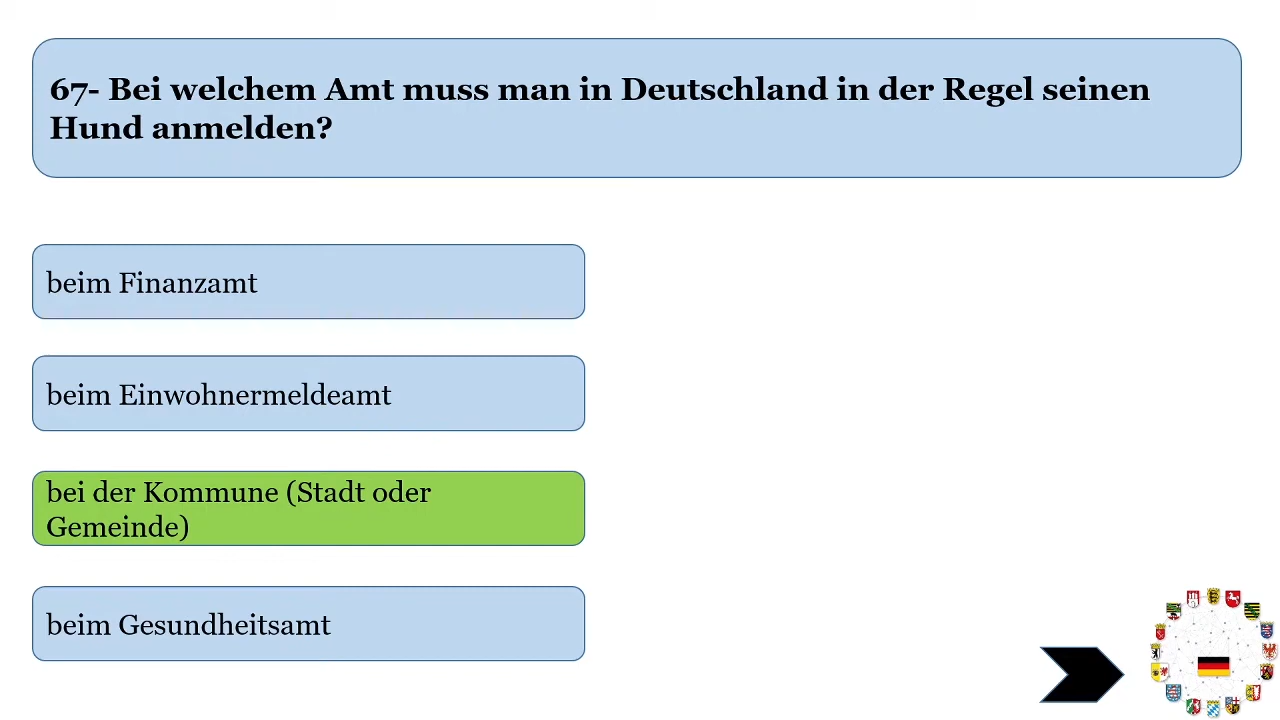 67- Bei welchem Amt muss man in Deutschland in der Regel seinen
Hund anmelden?
beim Finanzamt
beim Einwohnermeldeamt
bei der Kommune (Stadt oder
Gemeinde)
beim Gesundheitsamt